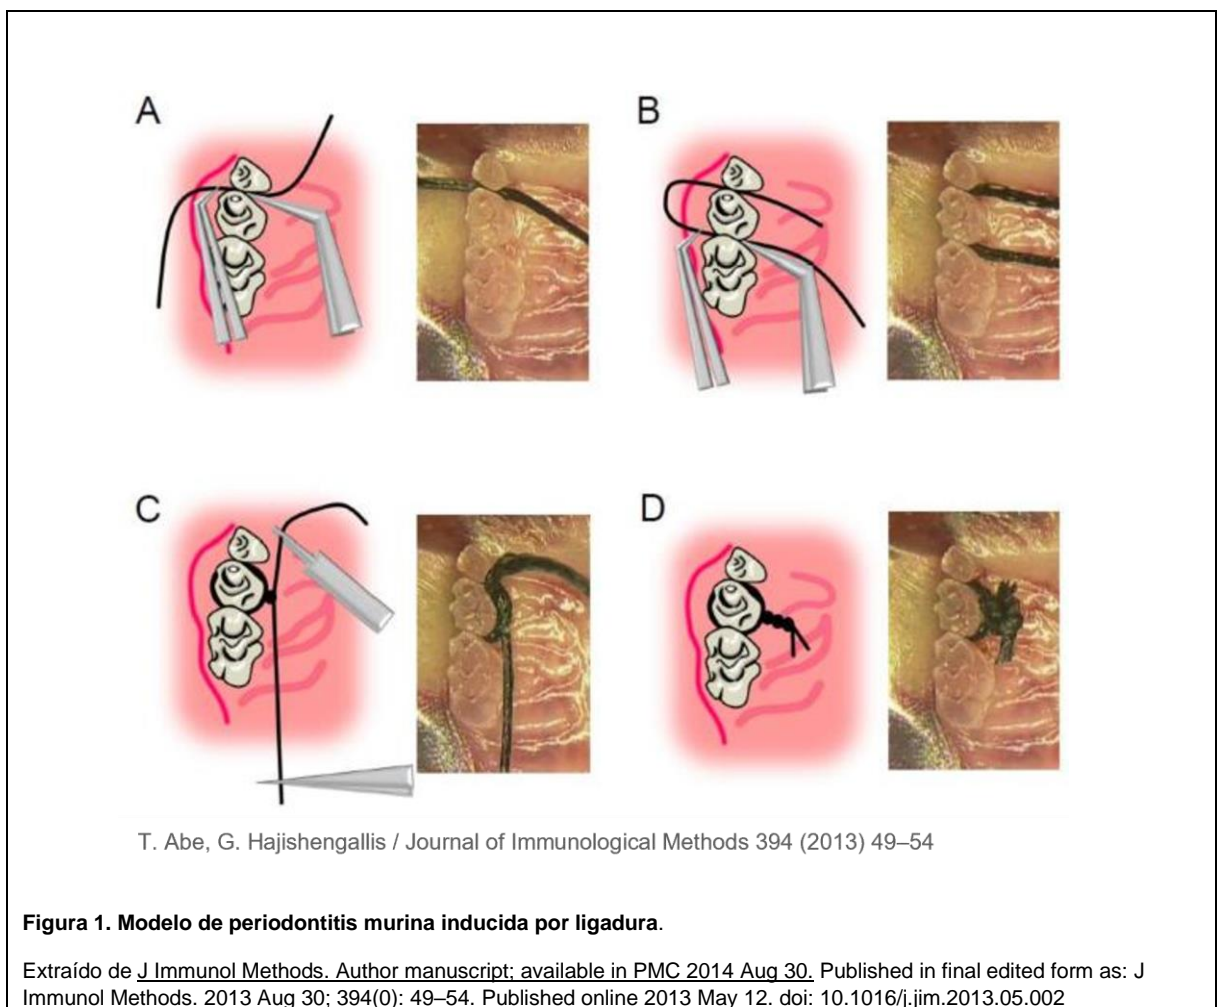 A
B
C
D
T. Abe, G. Hajishengallis / Journal of Immunological Methods 394 (2013) 49–54
Figura 1. Modelo de periodontitis murina inducida por ligadura.
Extraído de J Immunol Methods. Author manuscript; available in PMC 2014 Aug 30. Published in final edited form as: J
Immunol Methods. 2013 Aug 30; 394(0): 49–54. Published online 2013 May 12. doi: 10.1016/j.jim.2013.05.002